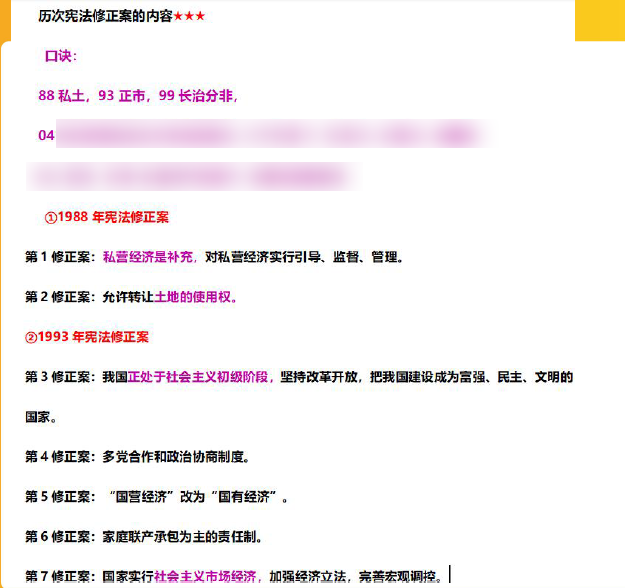 历次宪法修正案的内容★★★
口诀:
88 私土，93 正市，99 长治分非，
04
①1988 年宪法修正案
第 1 修正案：私营经济是补充，对私营经济实行引导、监督、管理。
第 2 修正案：允许转让土地的使用权。
②1993 年宪法修正案
第 3 修正案：我国正处于社会主义初级阶段，坚持改革开放，把我国建设成为富强、民主、文明的
国家。
第 4 修正案：多党合作和政治协商制度。
第 5 修正案：“国营经济”改为“国有经济”。
第 6 修正案：家庭联产承包为主的责任制。
第 7 修正案：国家实行社会主义市场经济，加强经济立法，完善宏观调控。